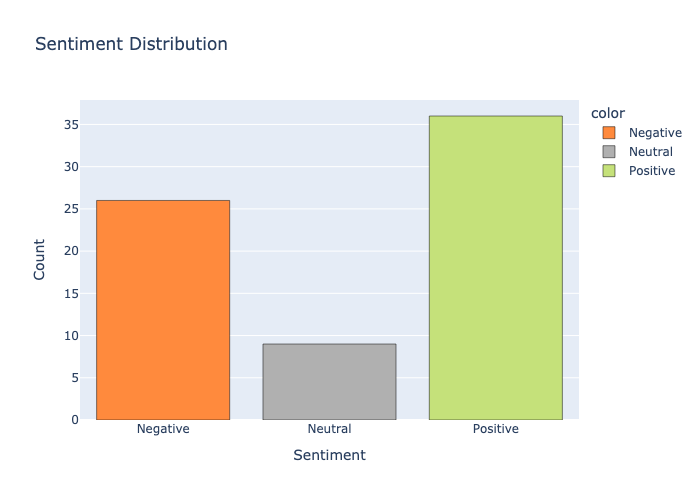 Sentiment Distribution
color
Negative
Neutral
Positive
35
30
25
20
15
10
5
0
Count
Negative Neutral Positive
Sentiment